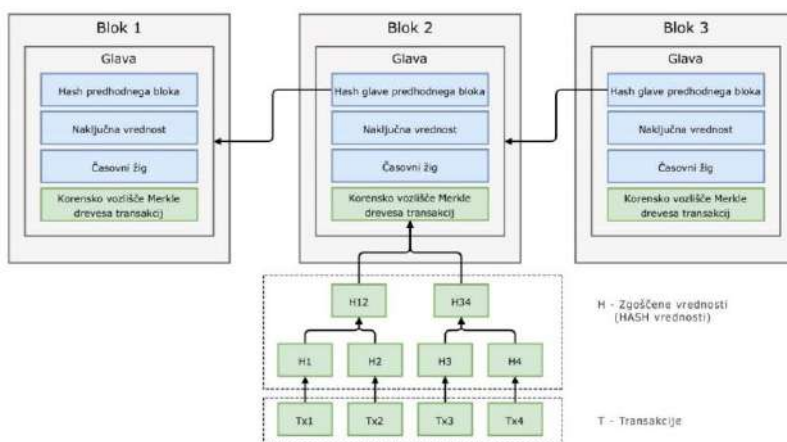 Blok 1
Glava
Hash predhodnega bloka
Naključna vrednost
Časovni žig
Korensko vozlišče Merkle
drevesa transakcij
Blok 2
Glava
Hash glave predhodnega bloka
Naključna vrednost
Časovni žig
Korensko vozlišče Merkle
drevesa transakcij
Blok 3
Glava
Hash glave predhodnega bloka
Naključna vrednost
Časovni žig
Korensko vozlišče Merkle
drevesa transakcij
H12
H34
H - Zgoščene vrednosti
(HASH vrednosti)
H1
H2
H3
H4
Tx1
Tx2
Tx3
Tx4
T - Transakcije